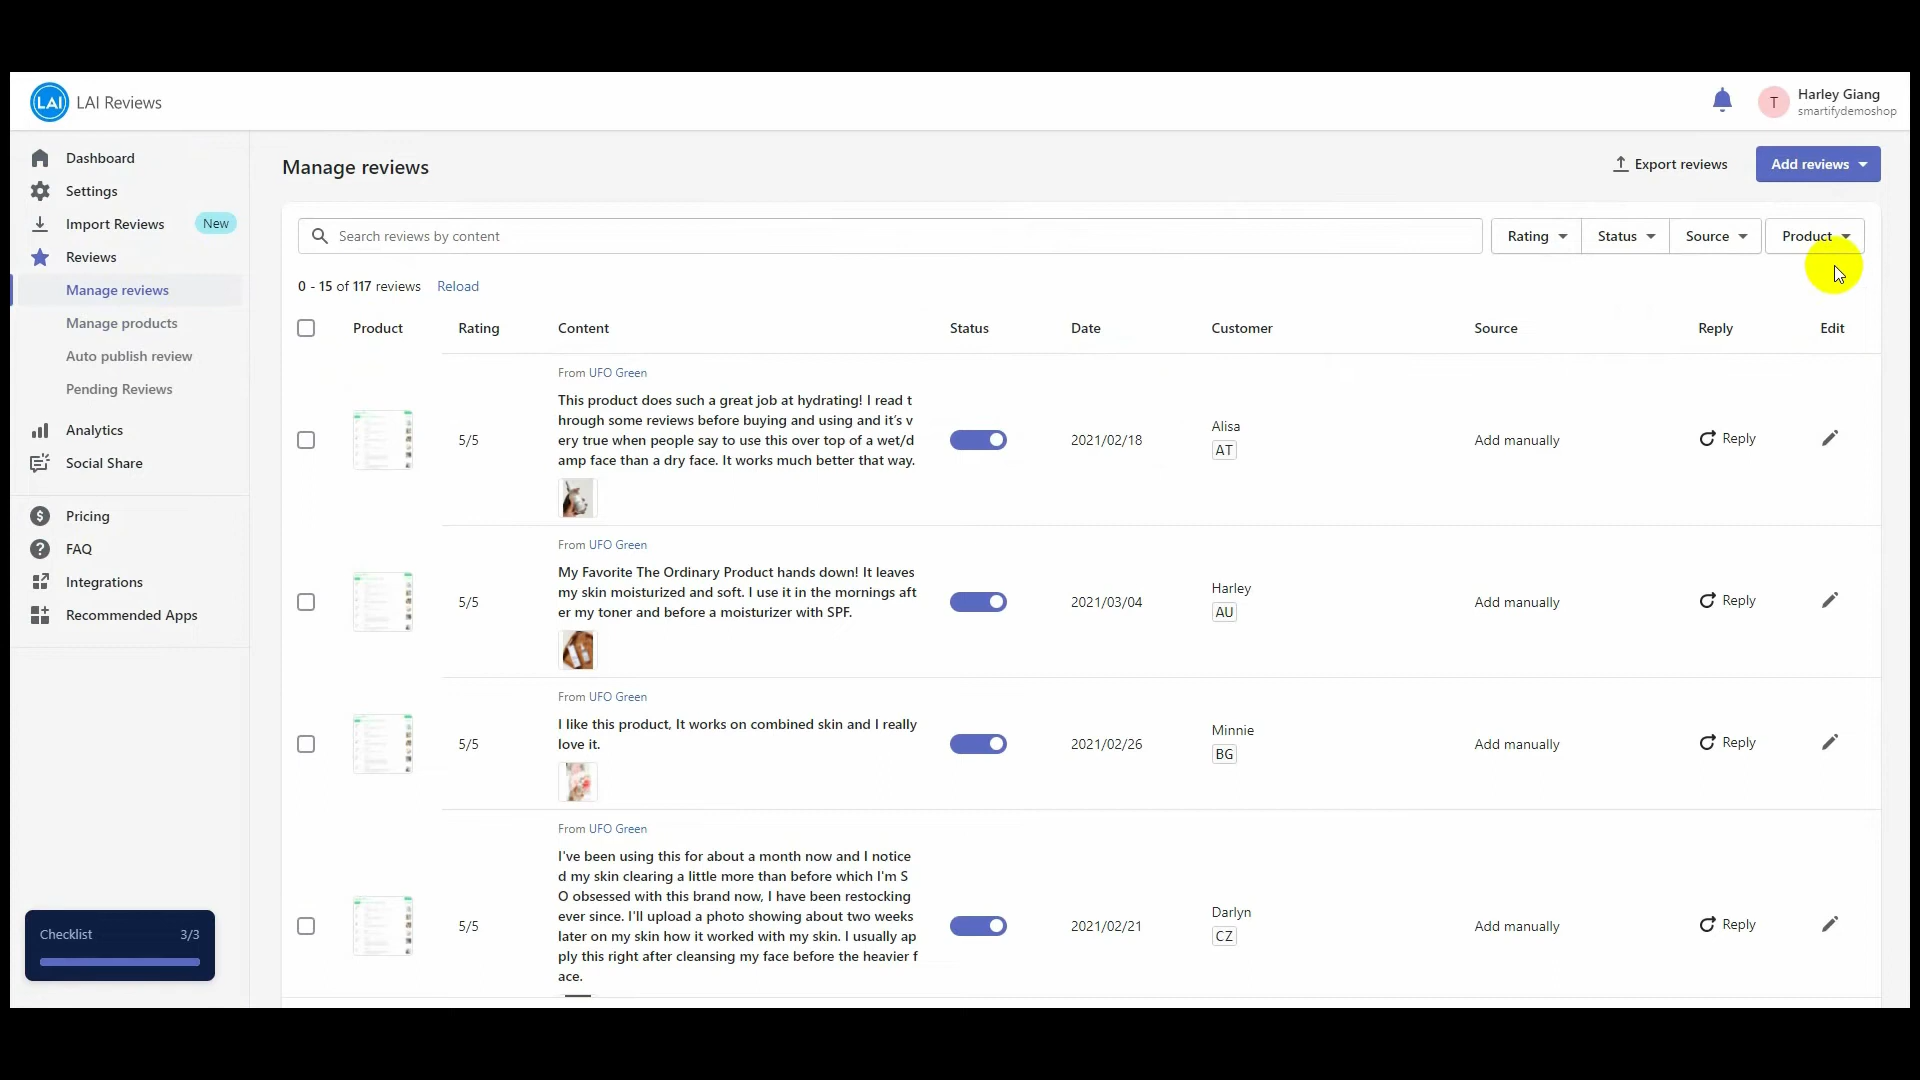 LAI LAI Reviews
Harley Giang
T
smartifydemoshop
Dashboard
Settings
Import Reviews New
Reviews
Manage reviews
Manage products
Auto publish review
Pending Reviews
Analytics
Social Share
Pricing
FAQ
Integrations
Recommended Apps
Checklist 3/3
Manage reviews
Export reviews
Add reviews
Search reviews by content
Rating Status Source Product
0 - 15 of 117 reviews Reload
Product Rating Content Status Date Customer Source Reply Edit
From UFO Green
This product does such a great job at hydrating! I read t
hrough some reviews before buying and using and it’s v
ery true when people say to use this over top of a wet/d
amp face than a dry face. It works much better that way.
5/5
2021/02/18
Alisa
AT
Add manually
Reply
From UFO Green
My Favorite The Ordinary Product hands down! It leaves
my skin moisturized and soft. I use it in the mornings aft
er my toner and before a moisturizer with SPF.
5/5
2021/03/04
Harley
AU
Add manually
Reply
From UFO Green
I like this product, It works on combined skin and I really
love it.
5/5
2021/02/26
Minnie
BG
Add manually
Reply
From UFO Green
I've been using this for about a month now and I notice
d my skin clearing a little more than before which I'm S
O obsessed with this brand now, I have been restocking
ever since. I'll upload a photo showing about two weeks
later on my skin how it worked with my skin. I usually ap
ply this right after cleansing my face before the heavier f
ace.
5/5
2021/02/21
Darlyn
CZ
Add manually
Reply